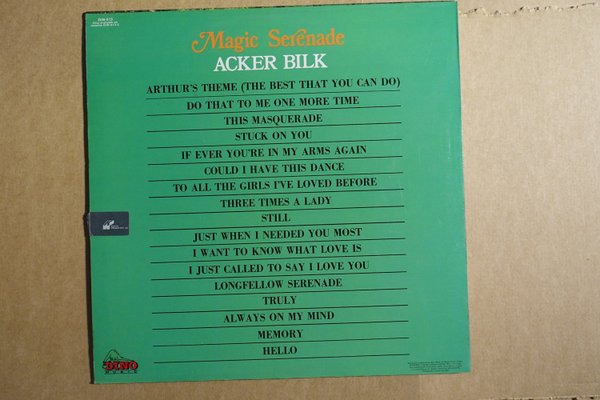 Magic Serenade
ACKER BILK
ARTHUR'S THEME (THE BEST THAT YOU CAN DO)
DO THAT TO ME ONE MORE TIME
THIS MASQUERADE
STUCK ON YOU
IF EVER YOU'RE IN MY ARMS AGAIN
COULD I HAVE THIS DANCE
TO ALL THE GIRLS I'VE LOVED BEFORE
THREE TIMES A LADY
STILL
JUST WHEN I NEEDED YOU MOST
I WANT TO KNOW WHAT LOVE IS
I JUST CALLED TO SAY I LOVE YOU
LONGFELLOW SERENADE
TRULY
ALWAYS ON MY MIND
MEMORY
HELLO
DINO
MUSIC